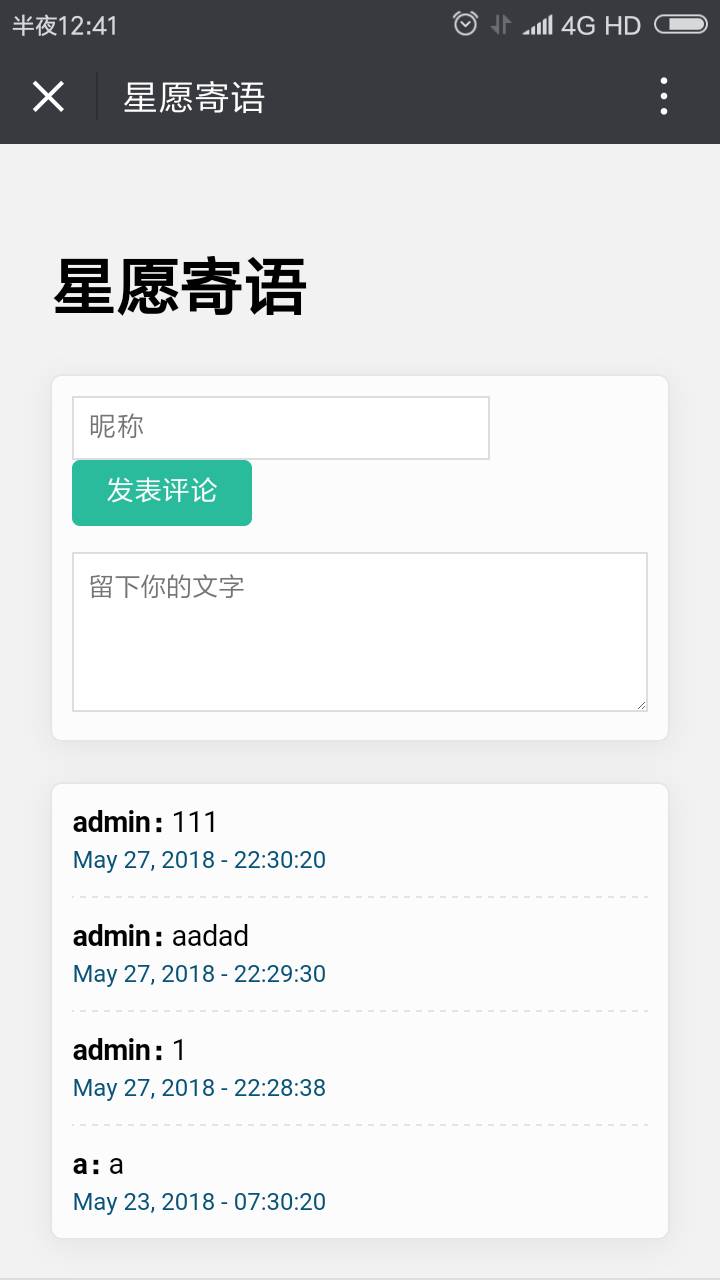 半夜12:41 4G HD
星愿寄语
星愿寄语
昵称
发表评论
留下你的文字
admin: 111
May 27, 2018 - 22:30:20
admin: aadad
May 27, 2018 - 22:29:30
admin: 1
May 27, 2018 - 22:28:38
a: a
May 23, 2018 - 07:30:20